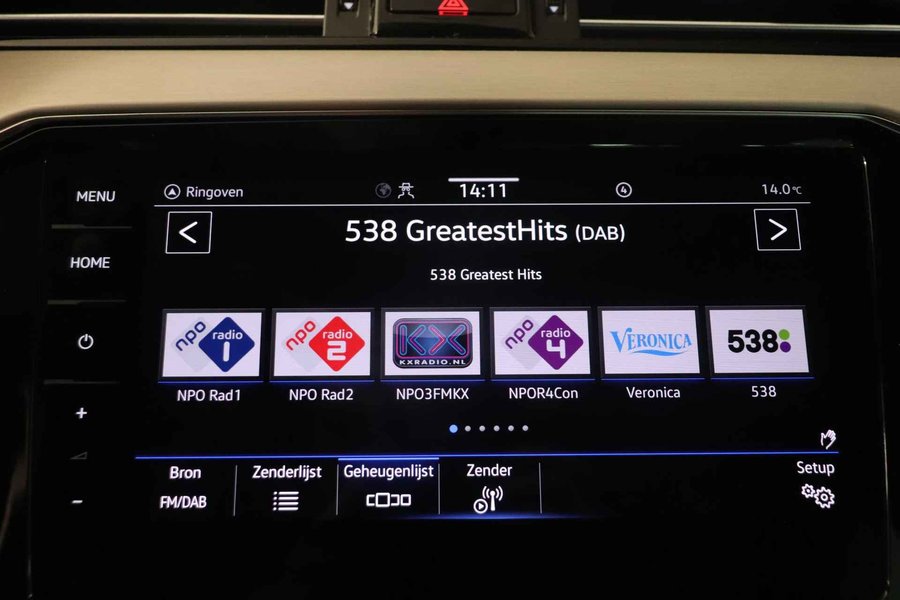 MENU
HOME
Ringoven
14:11
4
14.0°C
<
538 GreatestHits (DAB)
>
538 Greatest Hits
npo radio 1
npo radio 2
KX
KXRADIO.NL
npo radio 4
VERONICA
538
NPO Rad1
NPO Rad2
NPO3FMKX
NPOR4Con
Veronica
538
+
-
Bron
FM/DAB
Zenderlijst
Geheugenlijst
Zender
Setup